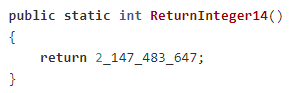 public static int ReturnInteger14()
{
    return 2_147_483_647;
}